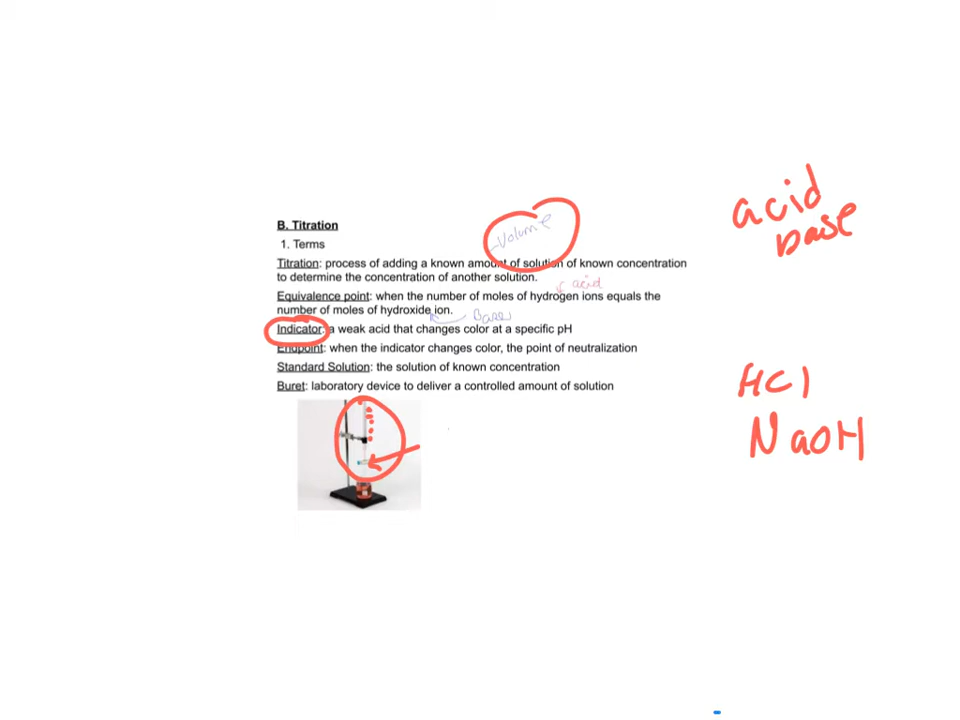 acid
base
B. Titration
-Volume
1. Terms
Titration: process of adding a known amount of solution of known concentration
to determine the concentration of another solution.
acid
Equivalence point: when the number of moles of hydrogen ions equals the
number of moles of hydroxide ion.
Base
Indicator: a weak acid that changes color at a specific pH
Endpoint: when the indicator changes color, the point of neutralization
Standard Solution: the solution of known concentration
Buret: laboratory device to deliver a controlled amount of solution
HCl
NaOH